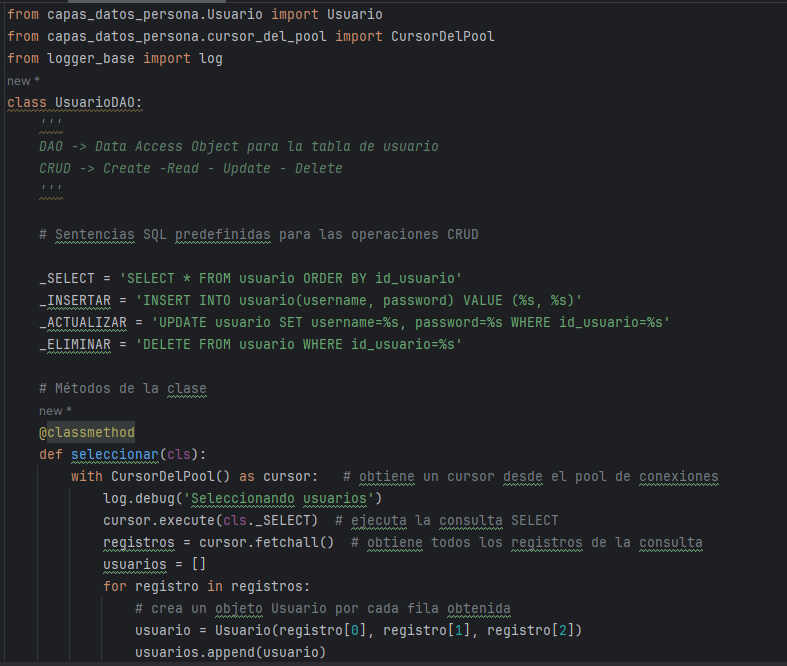 from capas_datos_persona.Usuario import Usuario
from capas_datos_persona.cursor_del_pool import CursorDelPool
from logger_base import log
new *
class UsuarioDAO:
    '''
    DAO -> Data Access Object para la tabla de usuario
    CRUD -> Create -Read - Update - Delete
    '''
    # Sentencias SQL predefinidas para las operaciones CRUD
    _SELECT = 'SELECT * FROM usuario ORDER BY id_usuario'
    _INSERTAR = 'INSERT INTO usuario(username, password) VALUE (%s, %s)'
    _ACTUALIZAR = 'UPDATE usuario SET username=%s, password=%s WHERE id_usuario=%s'
    _ELIMINAR = 'DELETE FROM usuario WHERE id_usuario=%s'
    # Métodos de la clase
    new *
    @classmethod
    def seleccionar(cls):
        with CursorDelPool() as cursor:   # obtiene un cursor desde el pool de conexiones
            log.debug('Seleccionando usuarios')
            cursor.execute(cls._SELECT)  # ejecuta la consulta SELECT
            registros = cursor.fetchall()  # obtiene todos los registros de la consulta
            usuarios = []
            for registro in registros:
                # crea un objeto Usuario por cada fila obtenida
                usuario = Usuario(registro[0], registro[1], registro[2])
                usuarios.append(usuario)